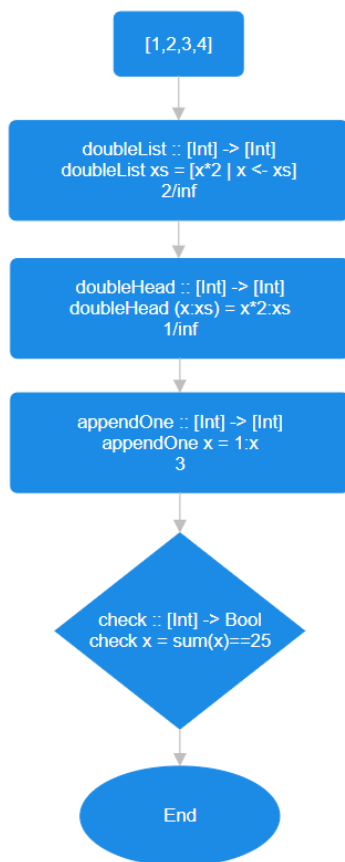 [1,2,3,4]
doubleList :: [Int] -> [Int]
doubleList xs = [x*2 | x <- xs]
2/inf
doubleHead :: [Int] -> [Int]
doubleHead (x:xs) = x*2:xs
1/inf
appendOne :: [Int] -> [Int]
appendOne x = 1:x
3
check :: [Int] -> Bool
check x = sum(x)==25
End